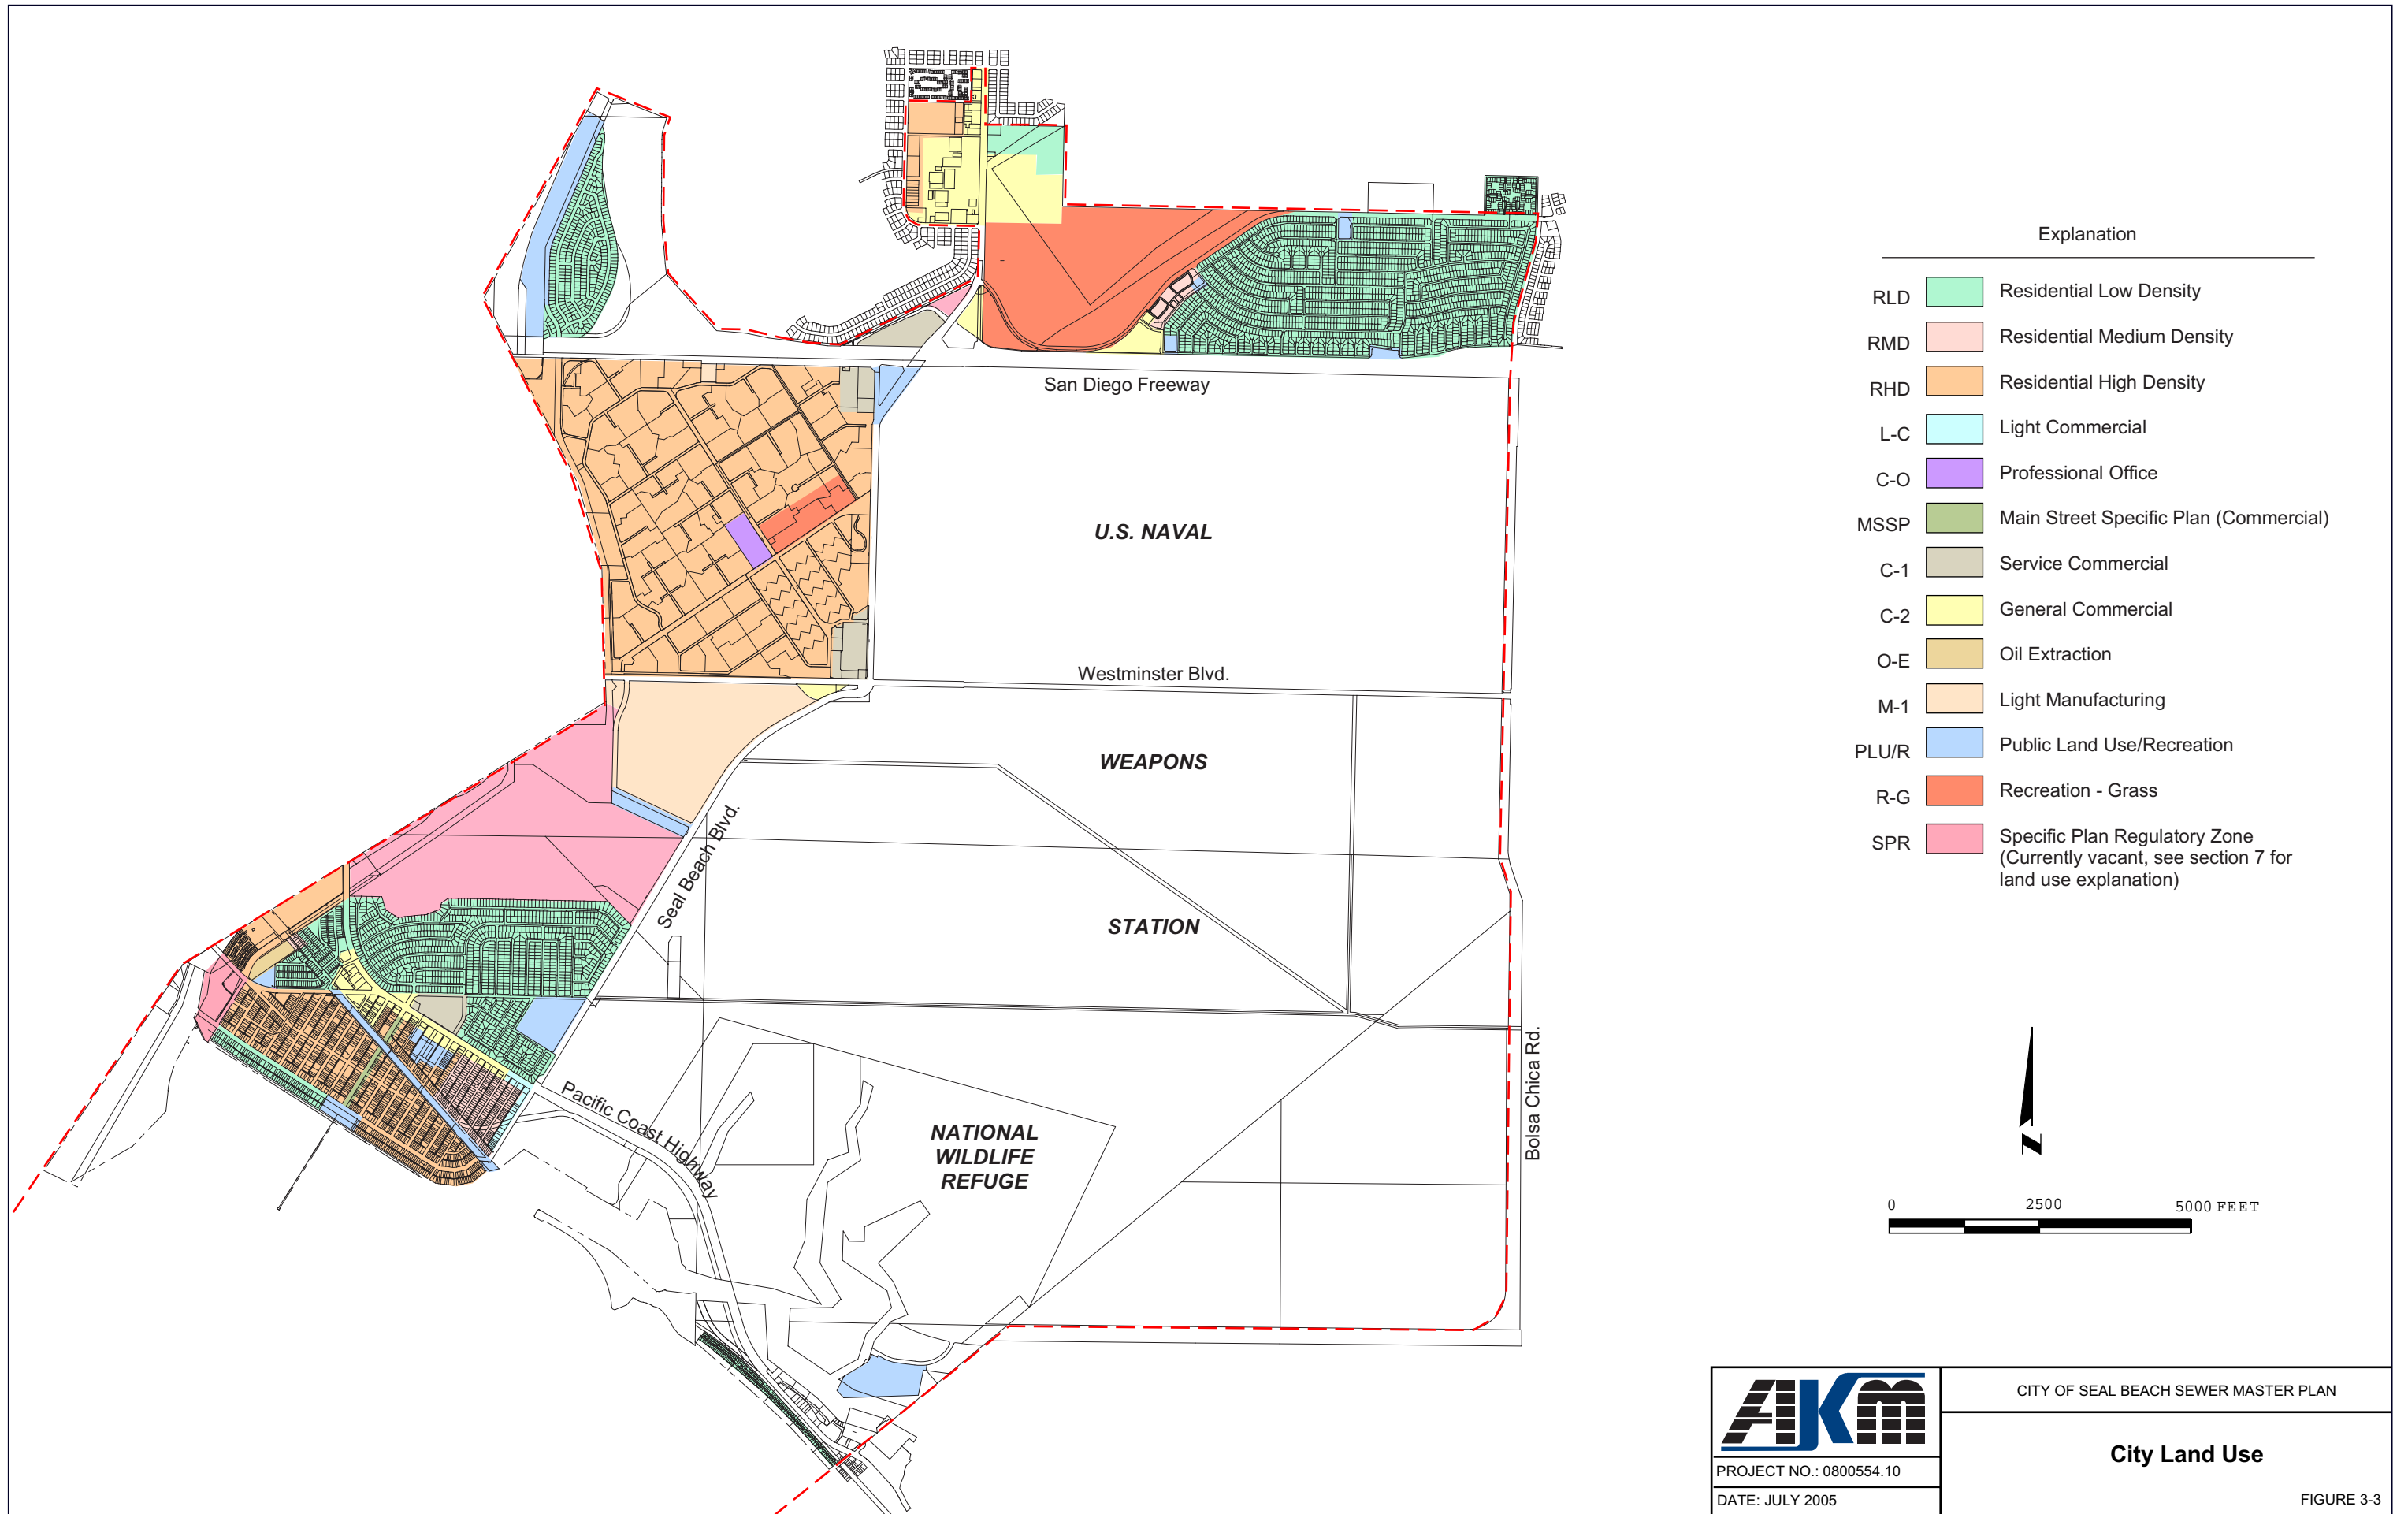 San Diego Freeway
U.S. NAVAL
Westminster Blvd.
WEAPONS
Seal Beach Blvd.
STATION
Pacific Coast Highway
NATIONAL
WILDLIFE
REFUGE
Bolsa Chica Rd.
Explanation
RLD Residential Low Density
RMD Residential Medium Density
RHD Residential High Density
L-C Light Commercial
C-O Professional Office
MSSP Main Street Specific Plan (Commercial)
C-1 Service Commercial
C-2 General Commercial
O-E Oil Extraction
M-1 Light Manufacturing
PLU/R Public Land Use/Recreation
R-G Recreation - Grass
SPR Specific Plan Regulatory Zone
(Currently vacant, see section 7 for
land use explanation)
N
0 2500 5000 FEET
AKM
CITY OF SEAL BEACH SEWER MASTER PLAN
City Land Use
PROJECT NO.: 0800554.10
DATE: JULY 2005
FIGURE 3-3